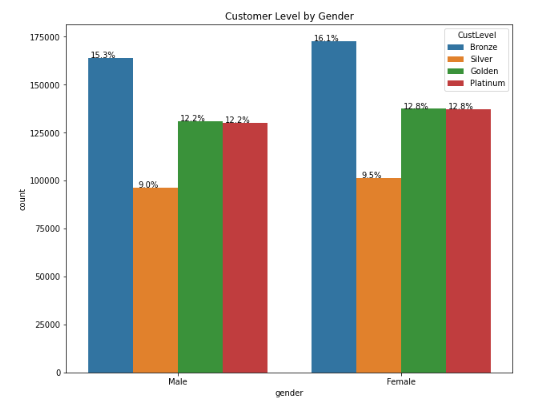 Customer Level by Gender
CustLevel
Bronze
Silver
Golden
Platinum
175000
150000
125000
100000
75000
50000
25000
0
count
15.3%
9.0%
12.2%
12.2%
16.1%
9.5%
12.8%
12.8%
Male
Female
gender